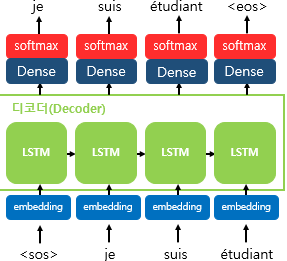 je suis étudiant <eos>
softmax softmax softmax softmax
Dense Dense Dense Dense
디코더(Decoder)
LSTM LSTM LSTM LSTM
embedding embedding embedding embedding
<sos> je suis étudiant